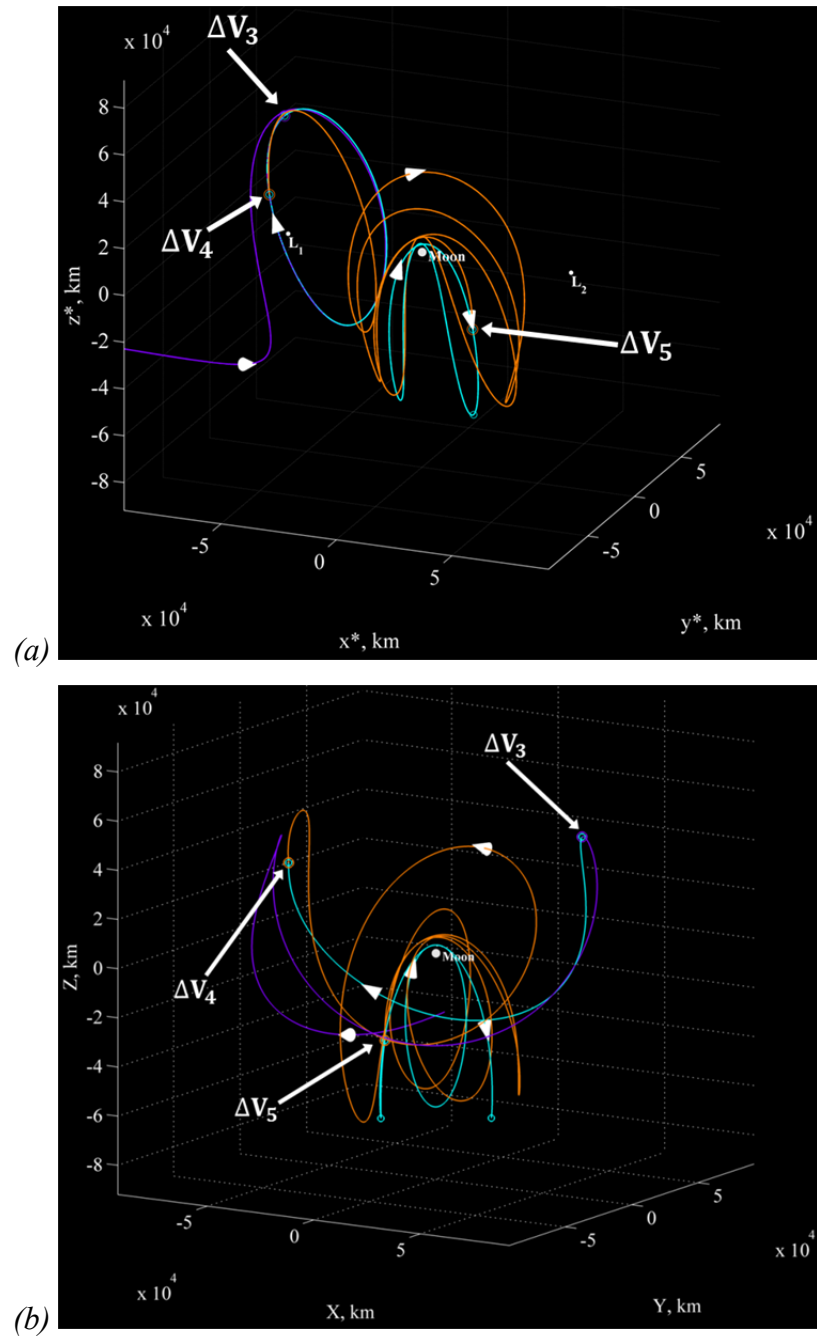 x 10⁴
ΔV₃
8
6
4
2
0
-2
-4
-6
-8
z*, km
ΔV₄
L₁
Moon
L₂
ΔV₅
-5
0
5
x 10⁴
x*, km
5
0
-5
x 10⁴
y*, km
(a)
x 10⁴
ΔV₃
8
6
4
2
0
-2
-4
-6
-8
Z, km
ΔV₄
Moon
ΔV₅
-5
0
5
x 10⁴
X, km
5
0
-5
x 10⁴
Y, km
(b)